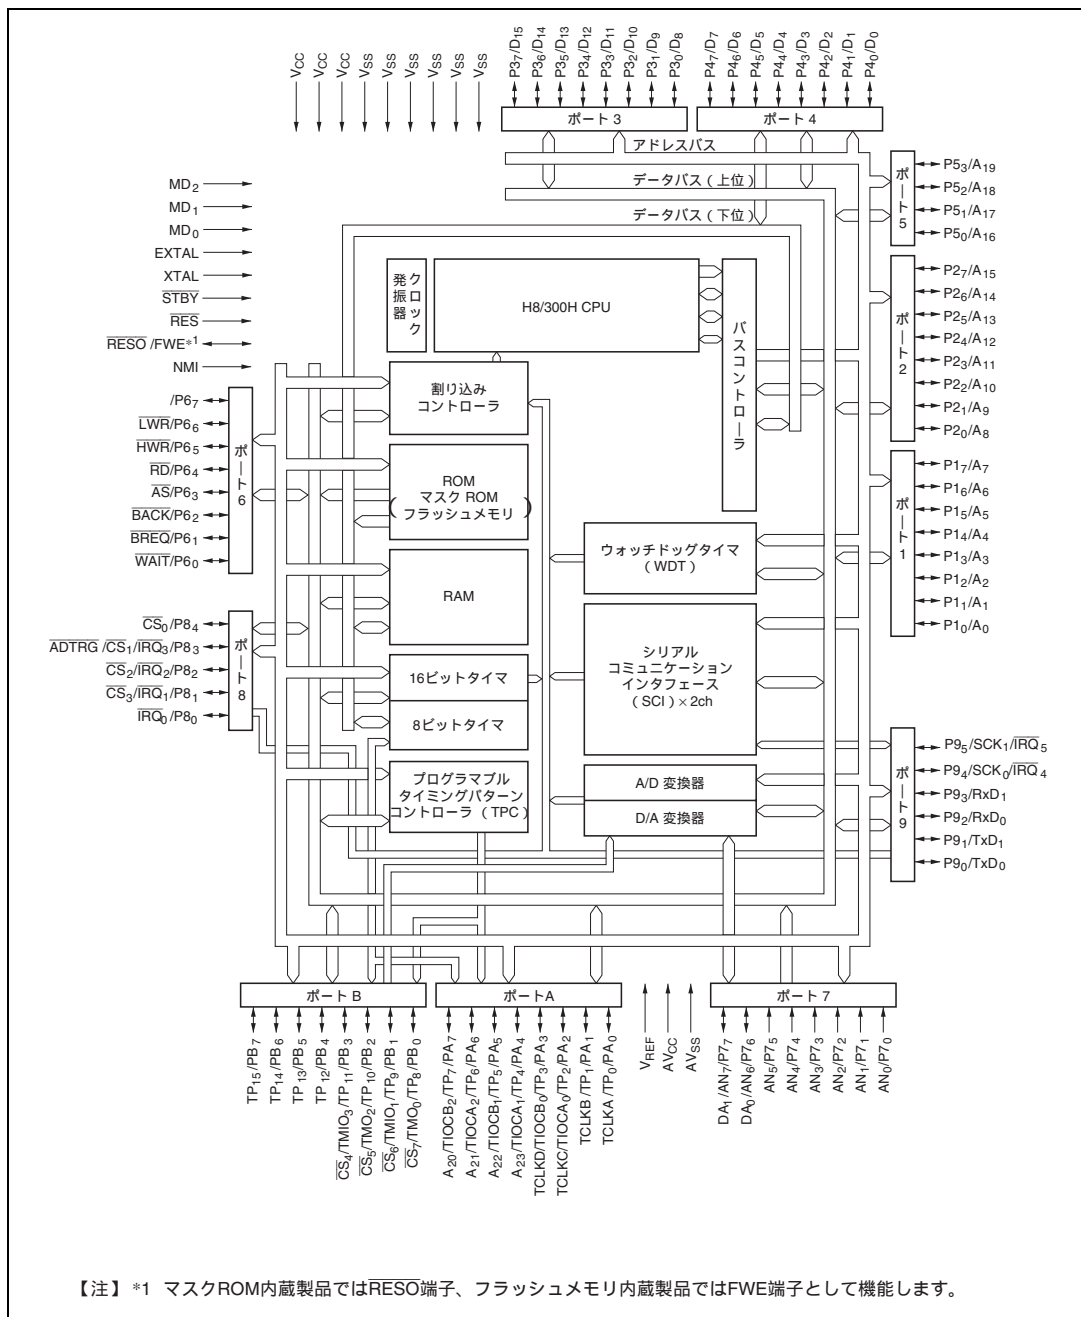 VCC VCC VCC VSS VSS VSS VSS VSS VSS
P37/D15 P36/D14 P35/D13 P34/D12 P33/D11 P32/D10 P31/D9 P30/D8
P47/D7 P46/D6 P45/D5 P44/D4 P43/D3 P42/D2 P41/D1 P40/D0
ポート 3
ポート 4
アドレスバス
データバス（上位）
データバス（下位）
MD2
MD1
MD0
EXTAL
XTAL
STBY
RES
RESO /FWE*1
NMI
ポート5
P53/A19
P52/A18
P51/A17
P50/A16
クロック発振器
H8/300H CPU
バスコントローラ
ポート2
P27/A15
P26/A14
P25/A13
P24/A12
P23/A11
P22/A10
P21/A9
P20/A8
/P67
LWR/P66
HWR/P65
RD/P64
AS/P63
BACK/P62
BREQ/P61
WAIT/P60
ポート6
割り込み
コントローラ
ROM
マスク ROM
フラッシュメモリ
RAM
ウォッチドッグタイマ
（WDT）
ポート1
P17/A7
P16/A6
P15/A5
P14/A4
P13/A3
P12/A2
P11/A1
P10/A0
CS0/P84
ADTRG /CS1/IRQ3/P83
CS2/IRQ2/P82
CS3/IRQ1/P81
IRQ0/P80
ポート8
16ビットタイマ
8ビットタイマ
シリアル
コミュニケーション
インタフェース
（SCI）×2ch
プログラマブル
タイミングパターン
コントローラ（TPC）
A/D 変換器
D/A 変換器
ポート9
P95/SCK1/IRQ5
P94/SCK0/IRQ4
P93/RxD1
P92/RxD0
P91/TxD1
P90/TxD0
ポート B
ポートA
ポート 7
TP15/PB7
TP14/PB6
TP13/PB5
TP12/PB4
CS4/TMIO3/TP11/PB3
CS5/TMO2/TP10/PB2
CS6/TMIO1/TP9/PB1
CS7/TMO0/TP8/PB0
A20/TIOCB2/TP7/PA7
A21/TIOCA2/TP6/PA6
A22/TIOCB1/TP5/PA5
A23/TIOCA1/TP4/PA4
TCLKD/TIOCB0/TP3/PA3
TCLKC/TIOCA0/TP2/PA2
TCLKB/TP1/PA1
TCLKA/TP0/PA0
VREF
AVCC
AVSS
DA1/AN7/P77
DA0/AN6/P76
AN5/P75
AN4/P74
AN3/P73
AN2/P72
AN1/P71
AN0/P70
【注】*1 マスクROM内蔵製品ではRESO端子、フラッシュメモリ内蔵製品ではFWE端子として機能します。